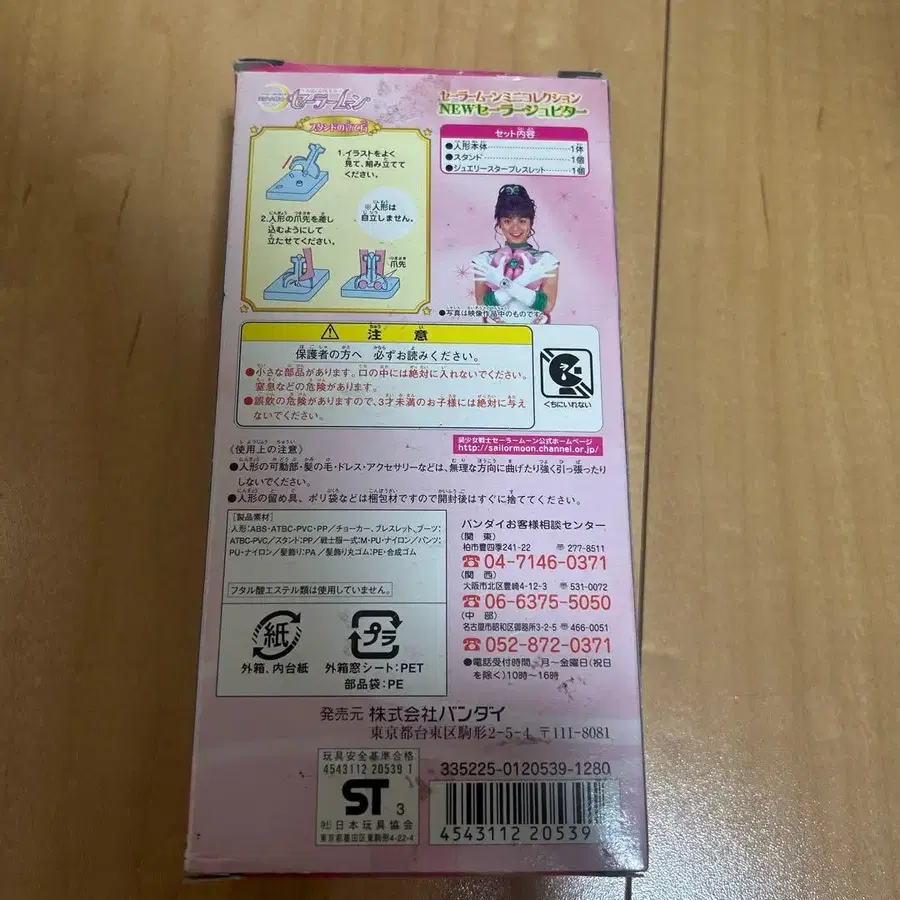 セーラームーン
セーラームーンミニコレクション
NEWセーラージュピター
スタンドの立て方
1.イラストをよく
見て、組み立てて
ください。
※人形は
自立しません。
2.人形の爪先を差し
込むようにして
立たせてください。
爪先
セット内容
●人形本体 1体
●スタンド 1個
●ジュエリースターブレスレット 1個
●写真は映像作品中のものです。
注意
保護者の方へ 必ずお読みください。
●小さな部品があります。口の中には絶対に入れないでください。
窒息などの危険があります。
●誤飲の危険がありますので、3才未満のお子様には絶対に与え
ないでください。
くちにいれない
美少女戦士セーラームーン公式ホームページ
http://sailormoon.channel.or.jp/
〈使用上の注意〉
●人形の可動部・髪の毛・ドレス・アクセサリーなどは、無理な方向に曲げたり強く引っ張ったり
しないでください。
●人形の留め具、ポリ袋などは梱包材ですので開封後はすぐに捨ててください。
[製品素材]
人形:ABS・ATBC-PVC・PP/チョーカー、ブレスレット、ブーツ:
ATBC-PVC/スタンド:PP/戦士服一式:M・PU・ナイロン/パンツ:
PU・ナイロン/髪飾り:PA/髪飾り丸ゴム:PE・合成ゴム
フタル酸エステル類は使用していません。
紙
外箱、内台紙
プラ
外箱窓シート:PET
部品袋:PE
バンダイお客様相談センター
(関東)
柏市豊四季241-22 〒277-8511
☎04-7146-0371
(関西)
大阪市北区豊崎4-12-3 〒531-0072
☎06-6375-5050
(中部)
名古屋市昭和区御器所3-2-5 〒466-0051
☎052-872-0371
●電話受付時間 月〜金曜日(祝日
を除く)10時〜16時
発売元 株式会社バンダイ
東京都台東区駒形2-5-4 〒111-8081
玩具安全基準合格
4543112 20539 1
ST 3
(社)日本玩具協会
東京都墨田区東駒形4-22-4
335225-0120539-1280
4543112 20539